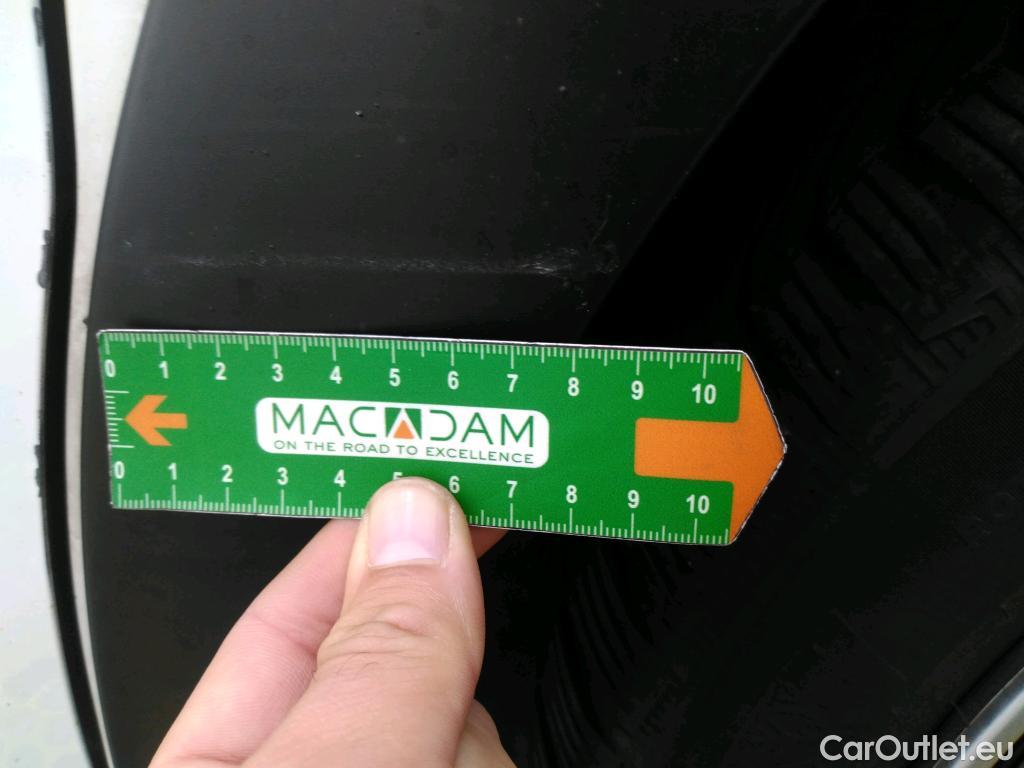 0 1 2 3 4 5 6 7 8 9 10
MACADAM
ON THE ROAD TO EXCELLENCE
0 1 2 3 4 5 6 7 8 9 10
CarOutlet.eu